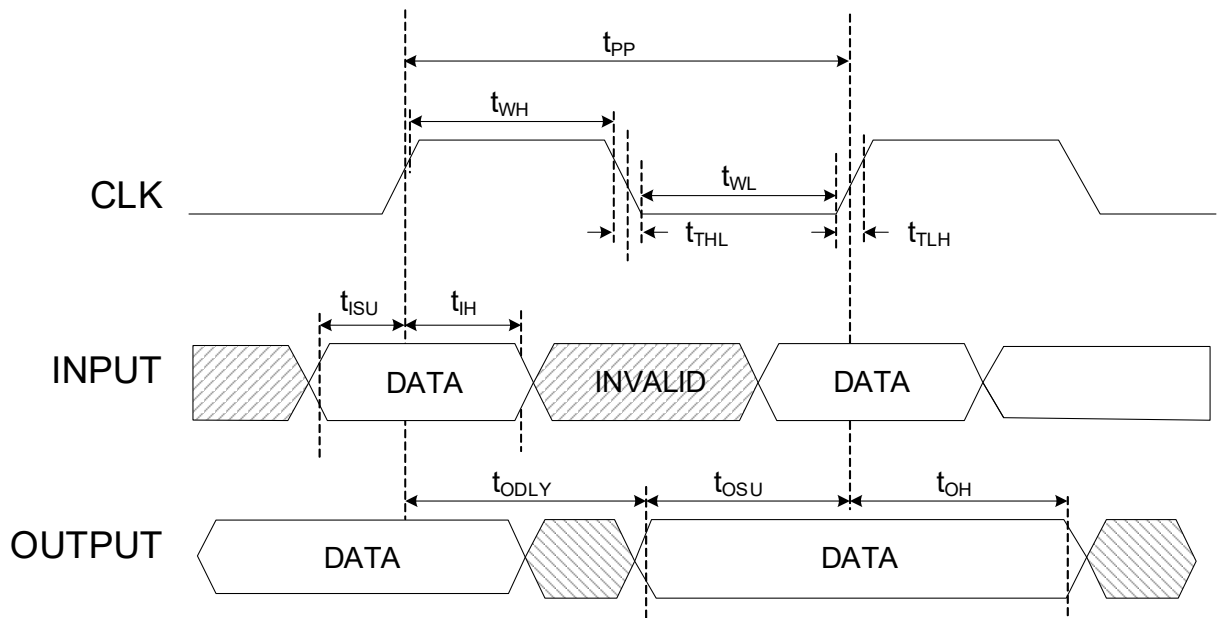 tPP
tWH
CLK
tWL
tTHL
tTLH
tISU
tIH
INPUT
DATA
INVALID
DATA
tODLY
tOSU
tOH
OUTPUT
DATA
DATA